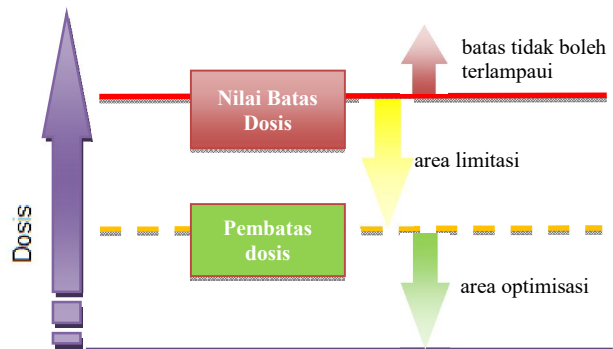 batas tidak boleh
terlampaui
Nilai Batas
Dosis
area limitasi
Dosis
Pembatas
dosis
area optimisasi